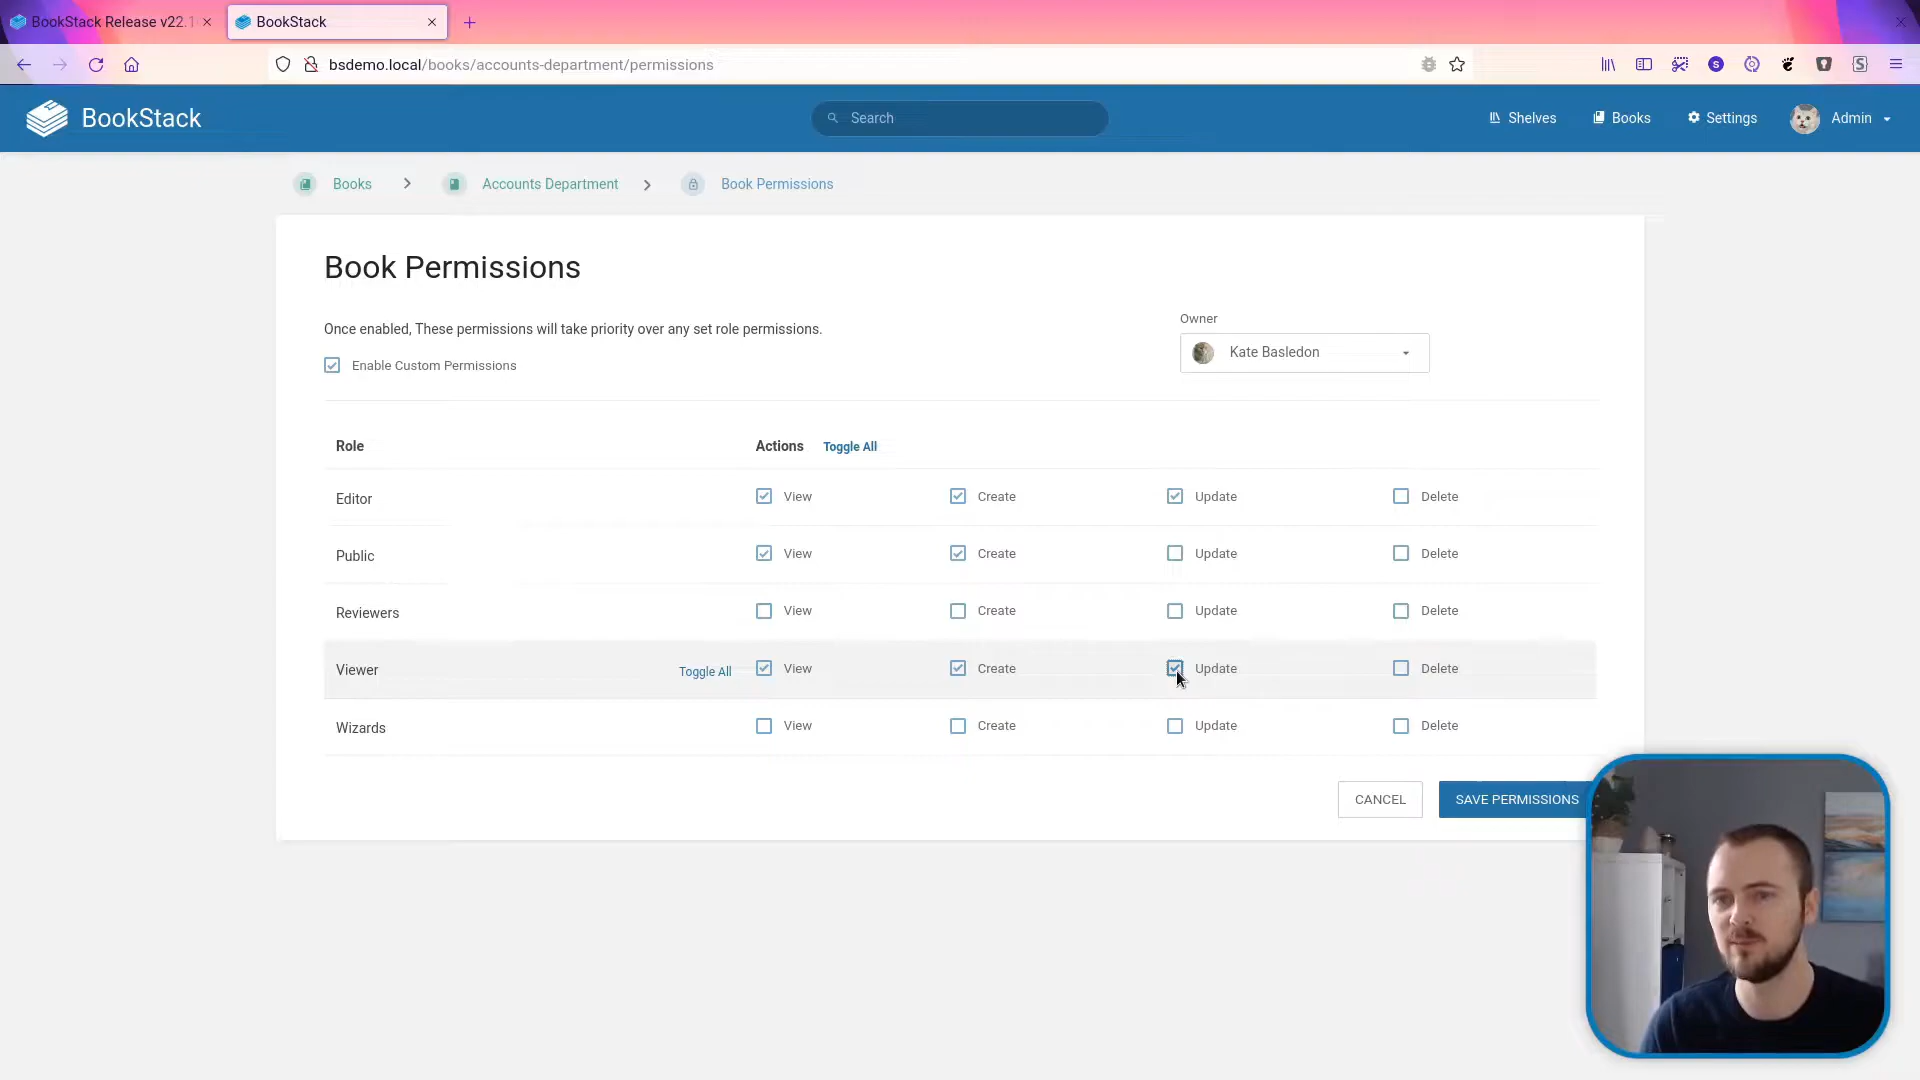 BookStack Release v22.1
BookStack
bsdemo.local/books/accounts-department/permissions
BookStack
Search
Shelves
Books
Settings
Admin
Books > Accounts Department > Book Permissions
Book Permissions
Once enabled, These permissions will take priority over any set role permissions.
Enable Custom Permissions
Owner
Kate Basledon
Role Actions Toggle All
Editor View Create Update Delete
Public View Create Update Delete
Reviewers View Create Update Delete
Viewer Toggle All View Create Update Delete
Wizards View Create Update Delete
CANCEL
SAVE PERMISSIONS